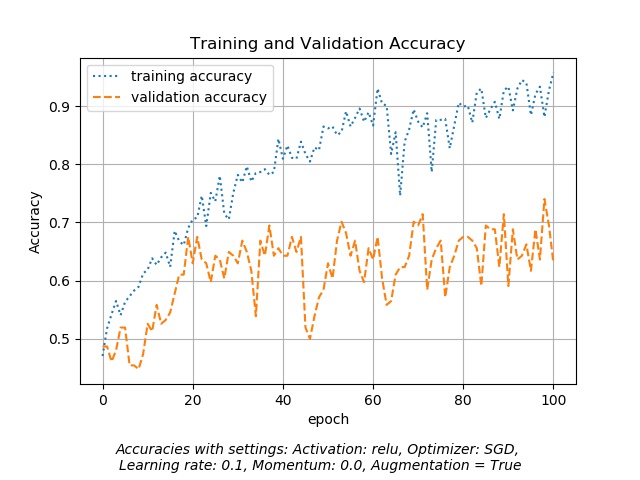 Training and Validation Accuracy
training accuracy
validation accuracy
0.9
0.8
0.7
0.6
0.5
Accuracy
0 20 40 60 80 100
epoch
Accuracies with settings: Activation: relu, Optimizer: SGD,
Learning rate: 0.1, Momentum: 0.0, Augmentation = True